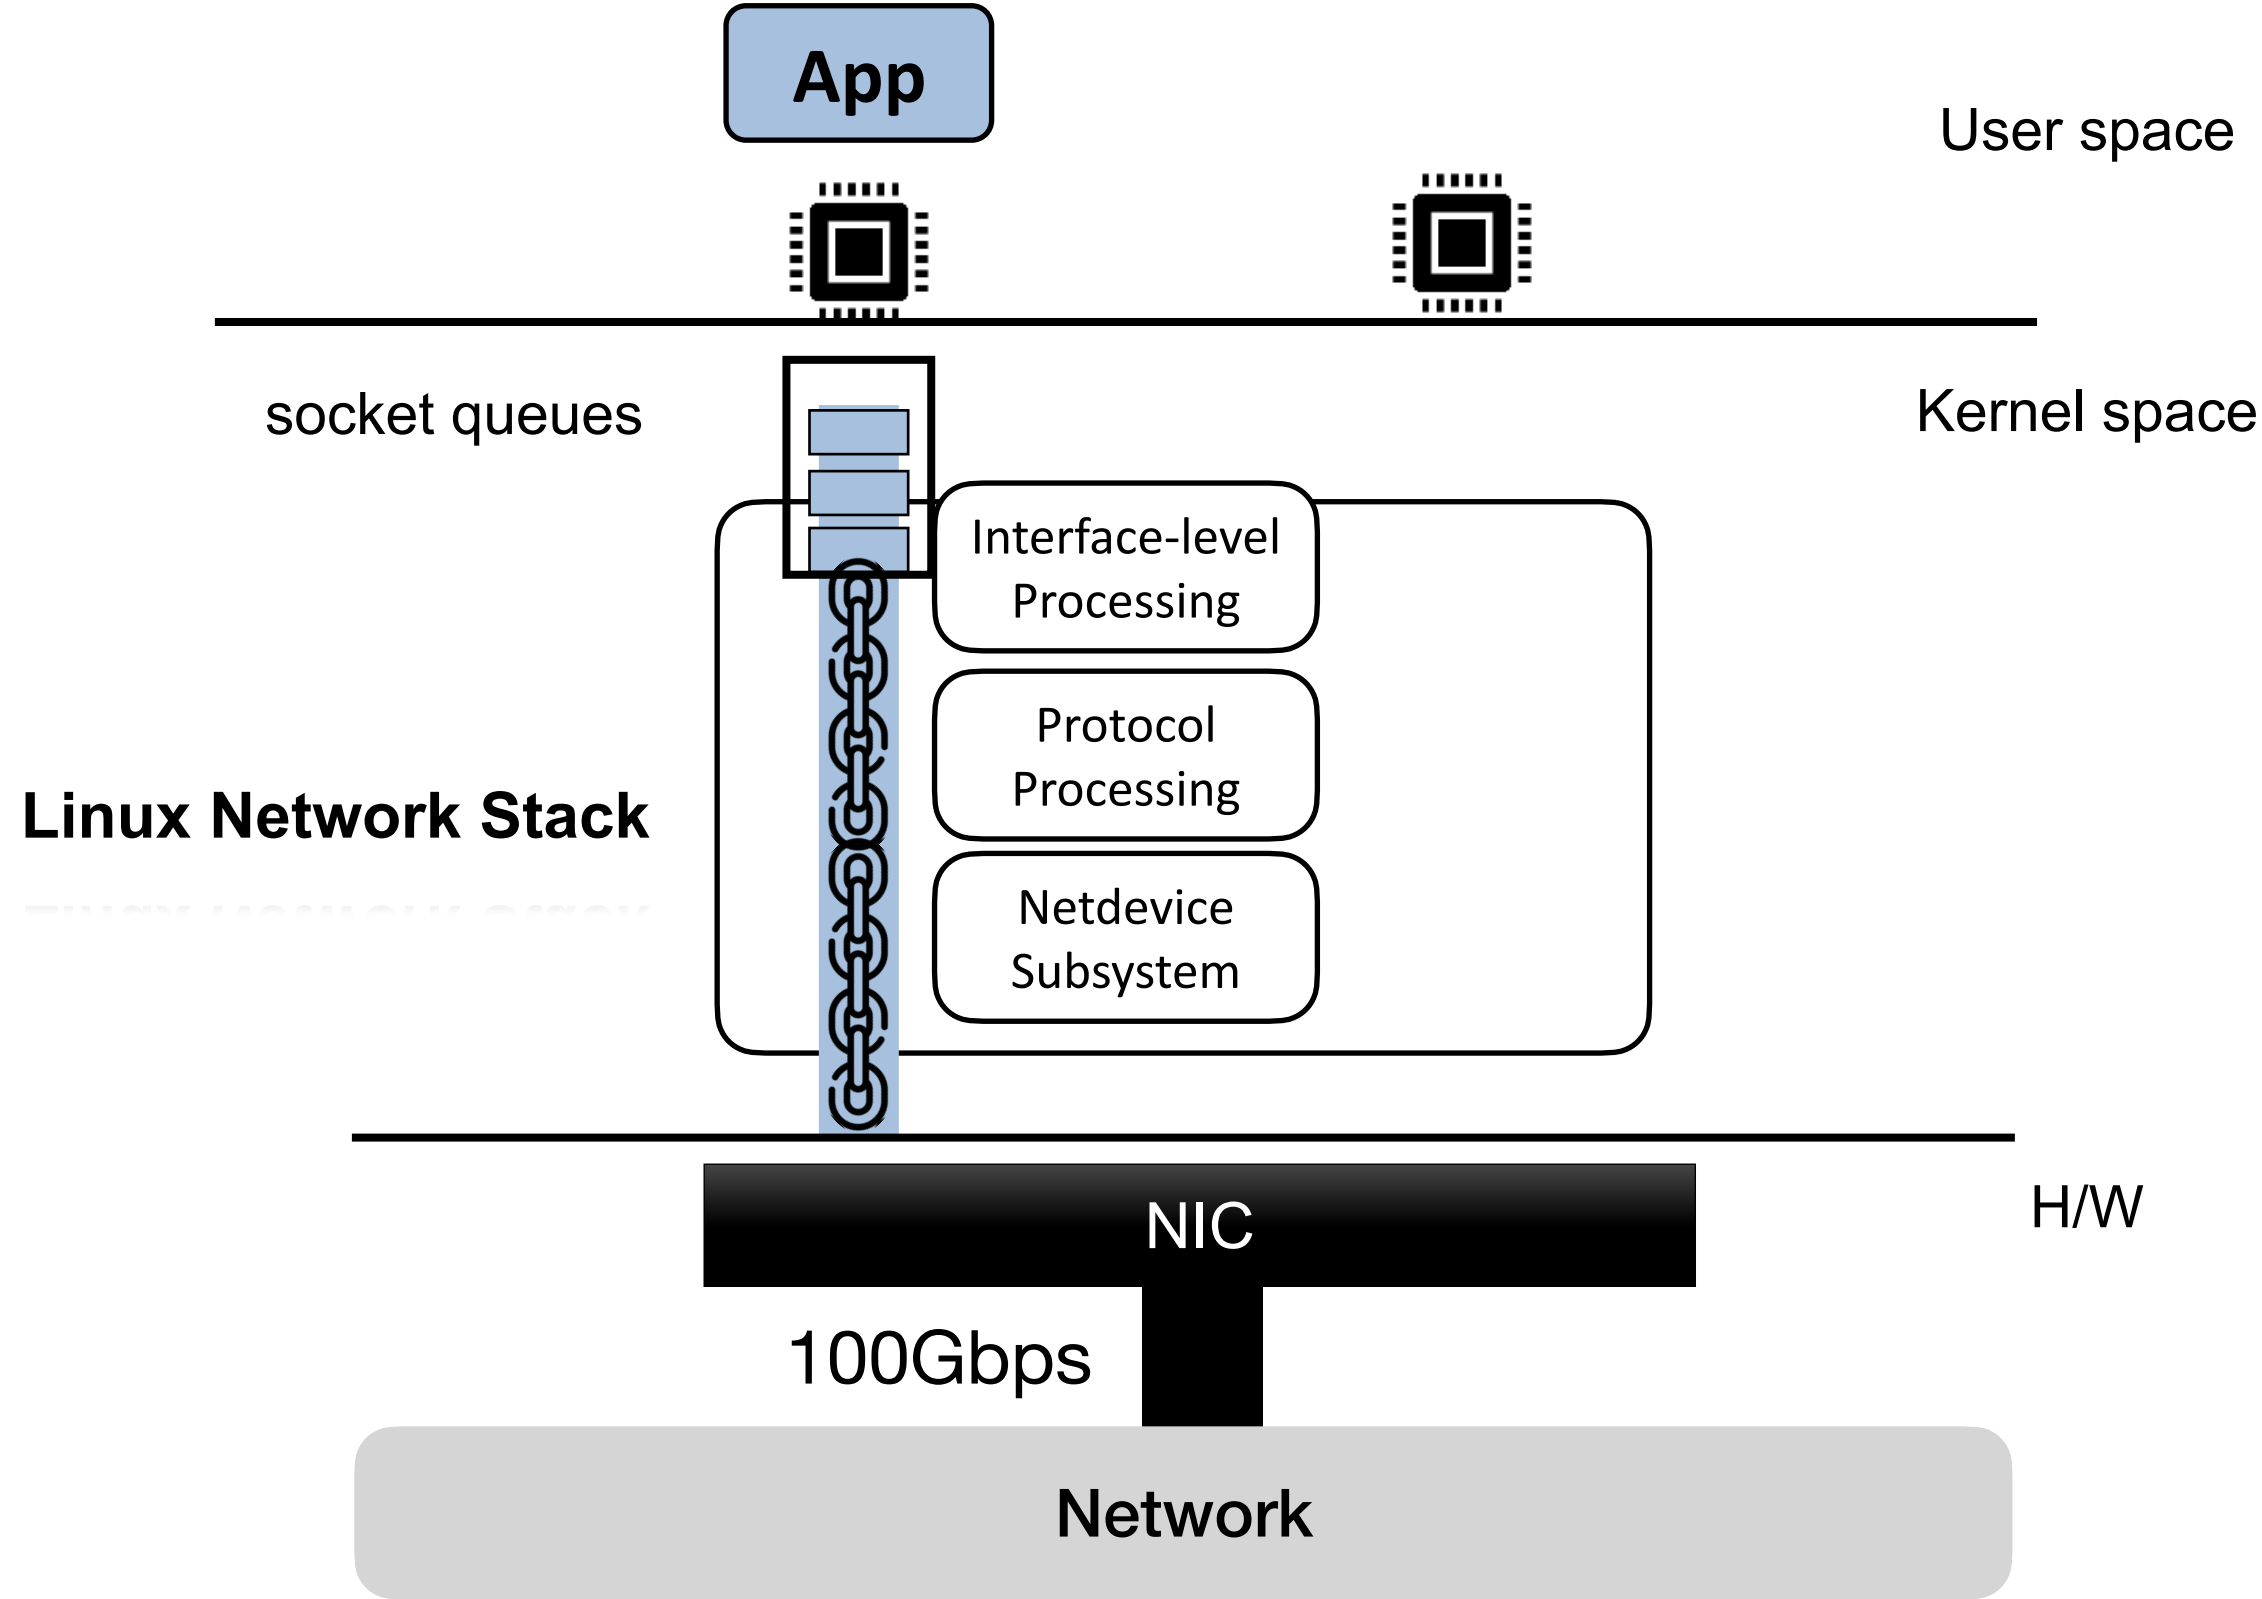 App
User space
socket queues
Kernel space
Interface-level
Processing
Protocol
Processing
Linux Network Stack
Netdevice
Subsystem
NIC
H/W
100Gbps
Network